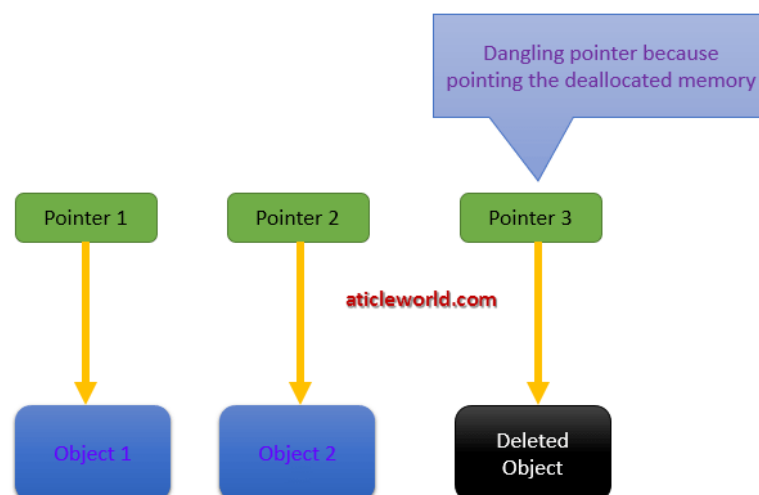 Dangling pointer because
pointing the deallocated memory
Pointer 1
Pointer 2
Pointer 3
aticleworld.com
Object 1
Object 2
Deleted
Object